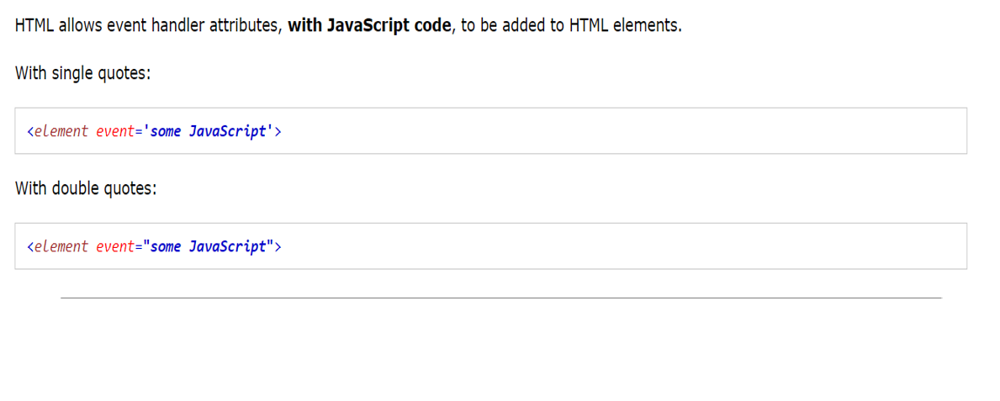 HTML allows event handler attributes, with JavaScript code, to be added to HTML elements.
With single quotes:
<element event='some JavaScript'>
With double quotes:
<element event="some JavaScript">